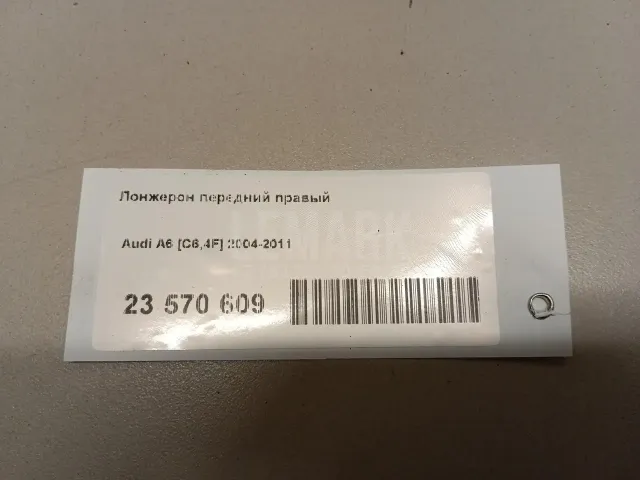 Лонжерон передний правый
Audi A6 [C6,4F] 2004-2011
23 570 609